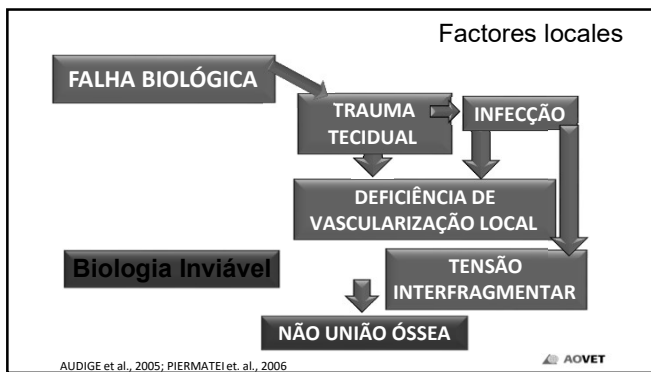 Factores locales
FALHA BIOLÓGICA
TRAUMA
TECIDUAL
INFECÇÃO
DEFICIÊNCIA DE
VASCULARIZAÇÃO LOCAL
Biologia Inviável
TENSÃO
INTERFRAGMENTAR
NÃO UNIÃO ÓSSEA
AUDIGE et al., 2005; PIERMATEI et. al., 2006
AOVET